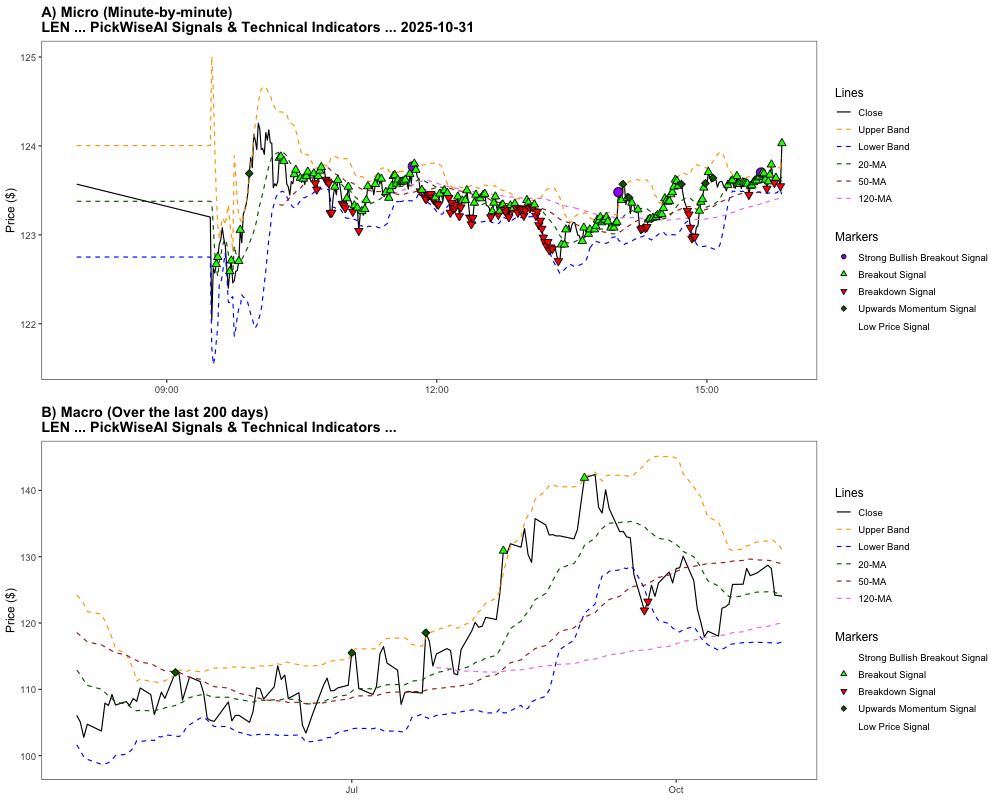 A) Micro (Minute-by-minute)
LEN ... PickWiseAI Signals & Technical Indicators ... 2025-10-31
Price ($)
125
124
123
122
09:00
12:00
15:00
Lines
Close
Upper Band
Lower Band
20-MA
50-MA
120-MA
Markers
Strong Bullish Breakout Signal
Breakout Signal
Breakdown Signal
Upwards Momentum Signal
Low Price Signal
B) Macro (Over the last 200 days)
LEN ... PickWiseAI Signals & Technical Indicators ...
Price ($)
140
130
120
110
100
Jul
Oct
Lines
Close
Upper Band
Lower Band
20-MA
50-MA
120-MA
Markers
Strong Bullish Breakout Signal
Breakout Signal
Breakdown Signal
Upwards Momentum Signal
Low Price Signal